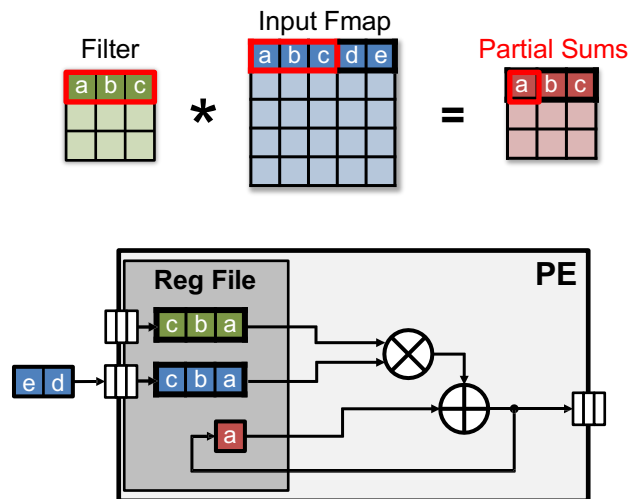 Filter
Input Fmap
Partial Sums
a b c
a b c d e
a b c
*
=
PE
Reg File
c b a
e d
c b a
a